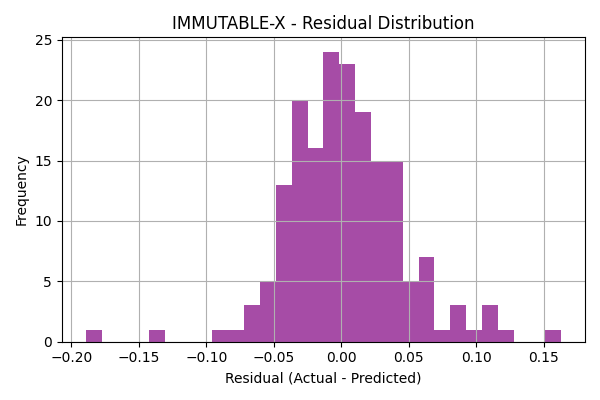 IMMUTABLE-X - Residual Distribution
25
20
15
10
5
0
Frequency
−0.20 −0.15 −0.10 −0.05 0.00 0.05 0.10 0.15
Residual (Actual - Predicted)